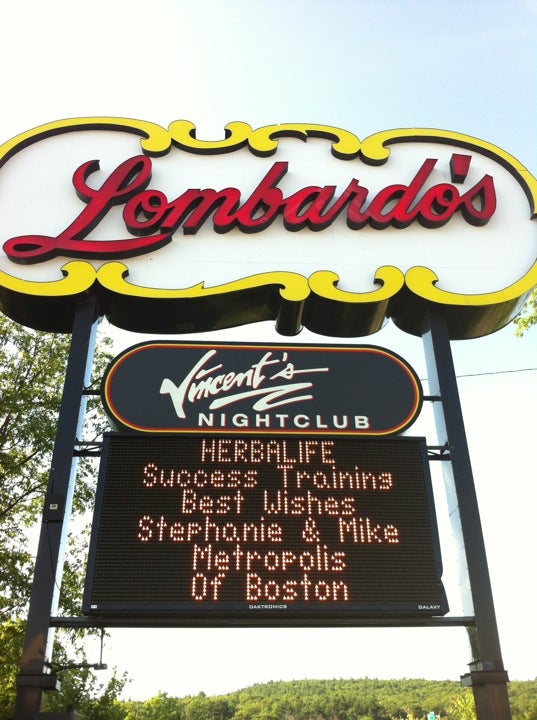 Lombardo's
Vincent's
NIGHTCLUB
HERBALIFE
Success Training
Best Wishes
Stephanie & Mike
Metropolis
Of Boston
DAKTRONICS GALAXY